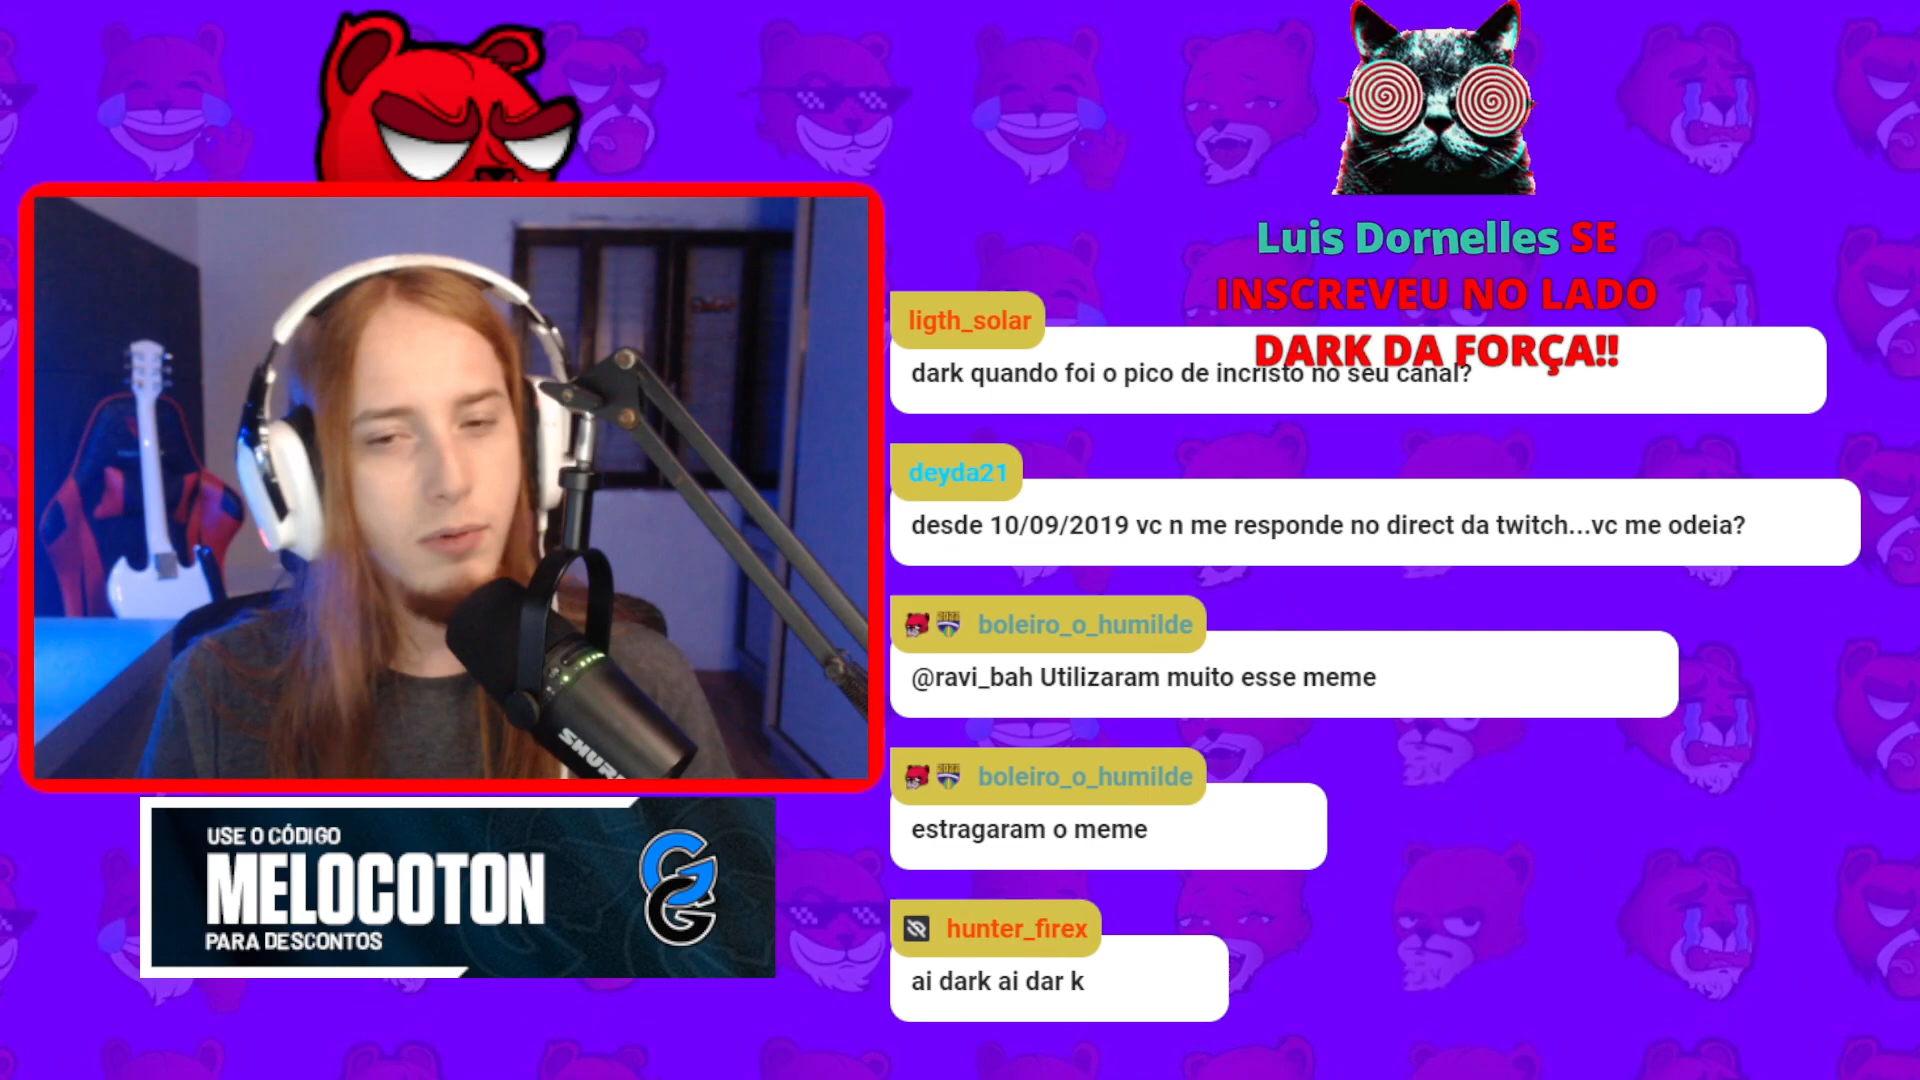 Luis Dornelles SE
INSCREVEU NO LADO
DARK DA FORÇA!!
ligth_solar
dark quando foi o pico de incristo no seu canal?
deyda21
desde 10/09/2019 vc n me responde no direct da twitch...vc me odeia?
boleiro_o_humilde
@ravi_bah Utilizaram muito esse meme
boleiro_o_humilde
estragaram o meme
hunter_firex
ai dark ai dar k
SHURE
USE O CÓDIGO
MELOCOTON
PARA DESCONTOS